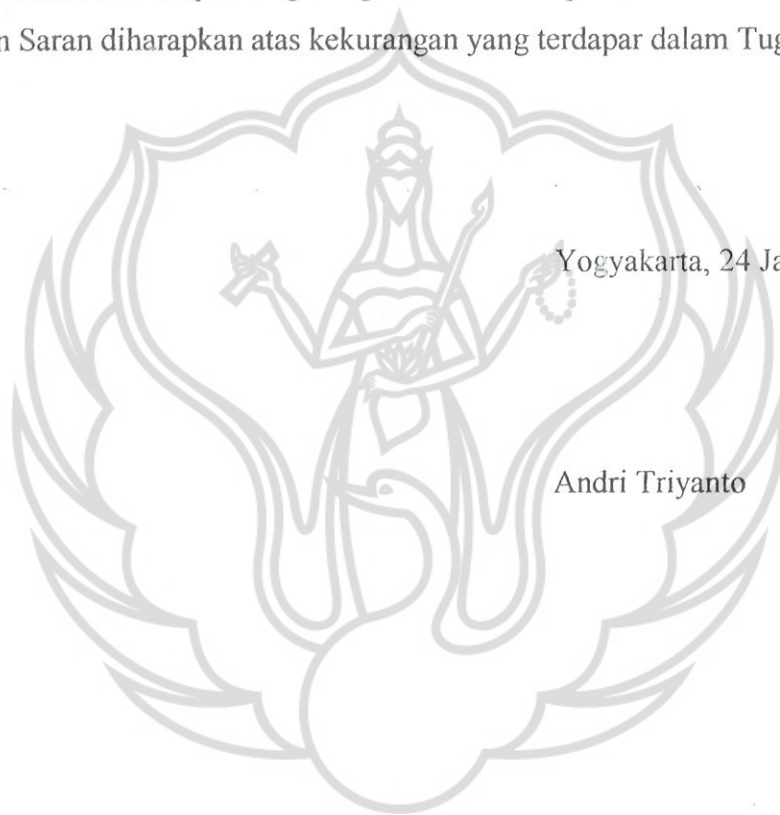 n Saran diharapkan atas kekurangan yang terdapar dalam Tug
Yogyakarta, 24 Ja
Andri Triyanto